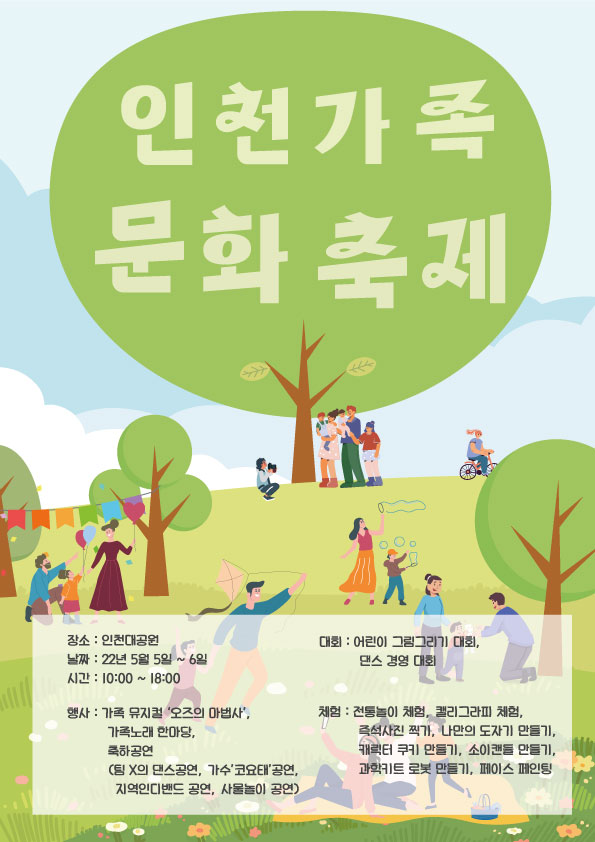 인천가족
문화축제
장소 : 인천대공원
날짜 : 22년 5월 5일 ~ 6일
시간 : 10:00 ~ 18:00
행사 : 가족 뮤지컬 '오즈의 마법사',
가족노래 한마당,
축하공연
(팀 X의 댄스공연, 가수'코요태'공연,
지역인디밴드 공연, 사물놀이 공연)
대회 : 어린이 그림그리기 대회,
댄스 경영 대회
체험 : 전통놀이 체험, 캘리그라피 체험,
즉석사진 찍가, 나만의 도자기 만들기,
캐릭터 쿠키 만들기, 소이캔들 만들기,
과학키트 로봇 만들기, 페이스 페인팅